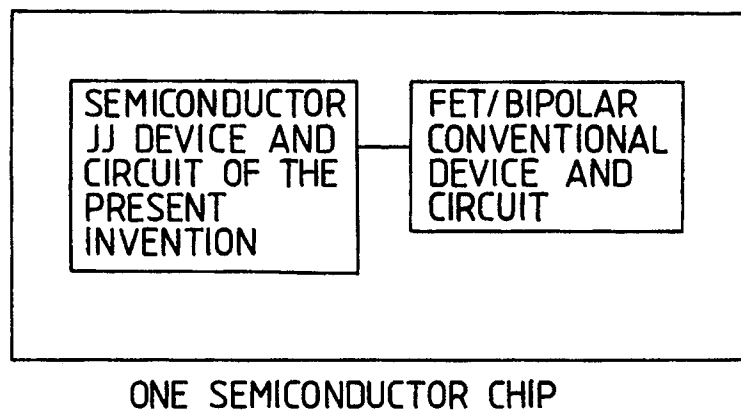 SEMICONDUCTOR
JJ DEVICE AND
CIRCUIT OF THE
PRESENT
INVENTION
FET/BIPOLAR
CONVENTIONAL
DEVICE AND
CIRCUIT
ONE SEMICONDUCTOR CHIP